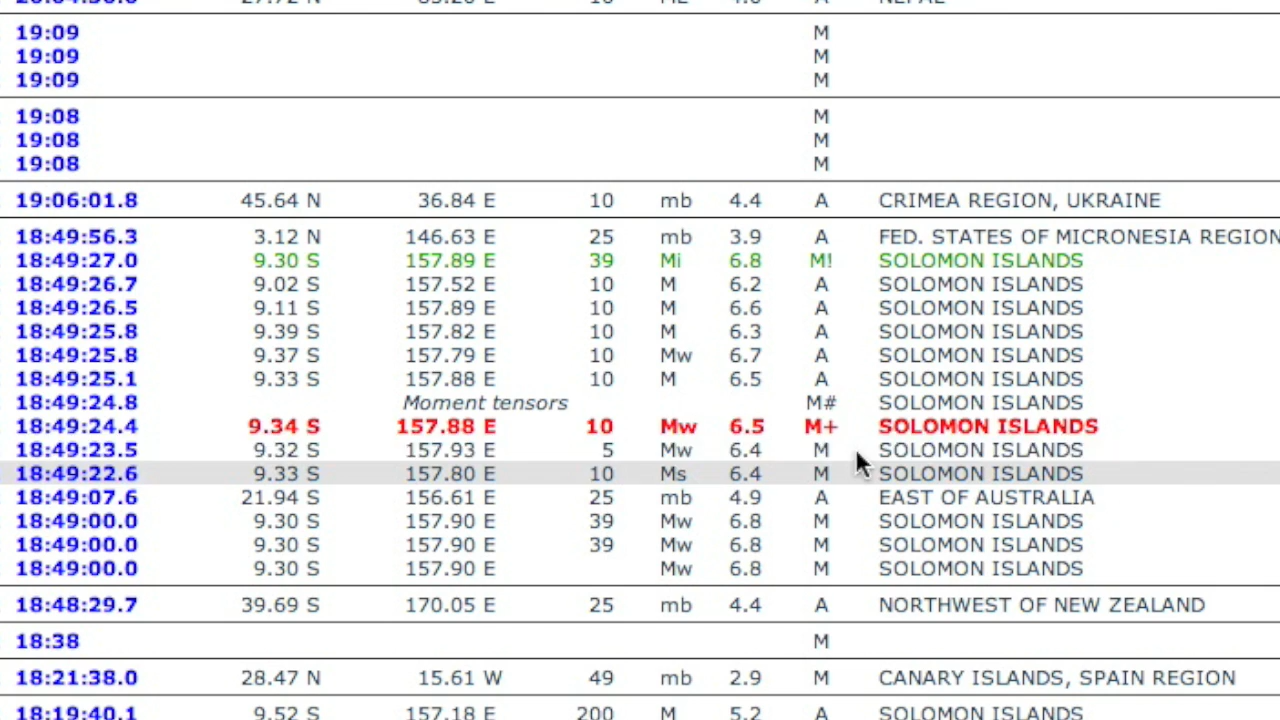 19:09 M
19:09 M
19:09 M
19:08 M
19:08 M
19:08 M
19:06:01.8 45.64 N 36.84 E 10 mb 4.4 A CRIMEA REGION, UKRAINE
18:49:56.3 3.12 N 146.63 E 25 mb 3.9 A FED. STATES OF MICRONESIA REGION
18:49:27.0 9.30 S 157.89 E 39 Mi 6.8 M! SOLOMON ISLANDS
18:49:26.7 9.02 S 157.52 E 10 M 6.2 A SOLOMON ISLANDS
18:49:26.5 9.11 S 157.89 E 10 M 6.6 A SOLOMON ISLANDS
18:49:25.8 9.39 S 157.82 E 10 M 6.3 A SOLOMON ISLANDS
18:49:25.8 9.37 S 157.79 E 10 Mw 6.7 A SOLOMON ISLANDS
18:49:25.1 9.33 S 157.88 E 10 M 6.5 A SOLOMON ISLANDS
18:49:24.8 Moment tensors M# SOLOMON ISLANDS
18:49:24.4 9.34 S 157.88 E 10 Mw 6.5 M+ SOLOMON ISLANDS
18:49:23.5 9.32 S 157.93 E 5 Mw 6.4 M SOLOMON ISLANDS
18:49:22.6 9.33 S 157.80 E 10 Ms 6.4 M SOLOMON ISLANDS
18:49:07.6 21.94 S 156.61 E 25 mb 4.9 A EAST OF AUSTRALIA
18:49:00.0 9.30 S 157.90 E 39 Mw 6.8 M SOLOMON ISLANDS
18:49:00.0 9.30 S 157.90 E 39 Mw 6.8 M SOLOMON ISLANDS
18:49:00.0 9.30 S 157.90 E Mw 6.8 M SOLOMON ISLANDS
18:48:29.7 39.69 S 170.05 E 25 mb 4.4 A NORTHWEST OF NEW ZEALAND
18:38 M
18:21:38.0 28.47 N 15.61 W 49 mb 2.9 M CANARY ISLANDS, SPAIN REGION
18:19:40.1 9.52 S 157.18 E 200 M 5.2 A SOLOMON ISLANDS